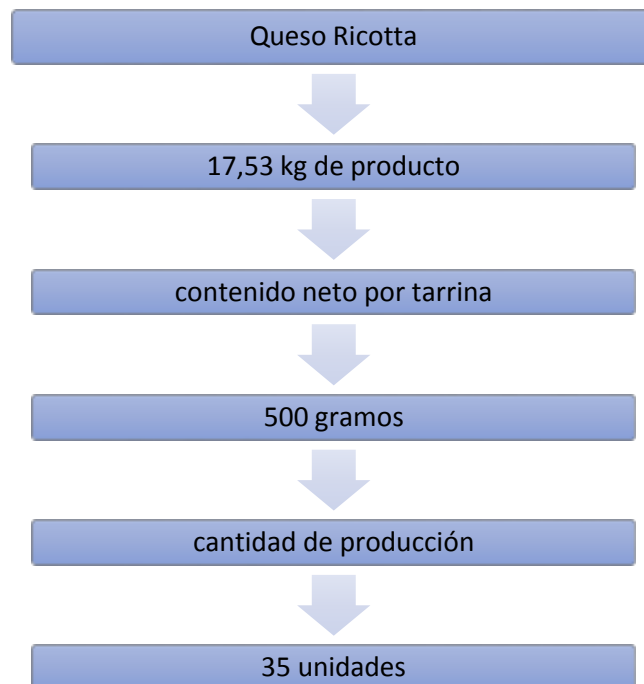 Queso Ricotta
17,53 kg de producto
contenido neto por tarrina
500 gramos
cantidad de producción
35 unidades